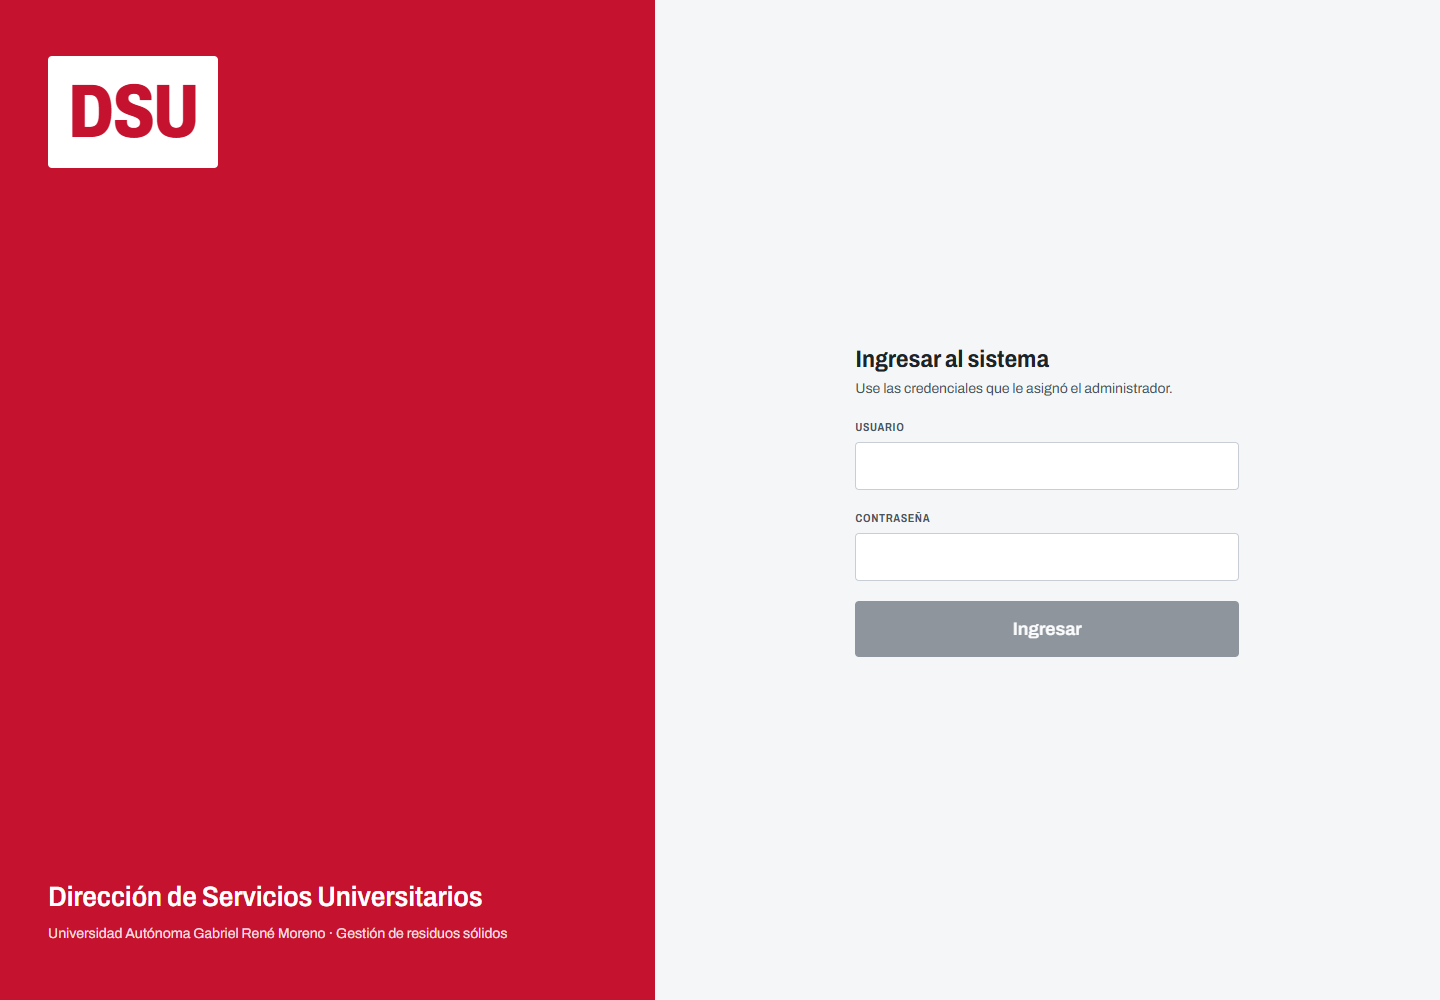 DSU
Dirección de Servicios Universitarios
Universidad Autónoma Gabriel René Moreno · Gestión de residuos sólidos
Ingresar al sistema
Use las credenciales que le asignó el administrador.
USUARIO
CONTRASEÑA
Ingresar